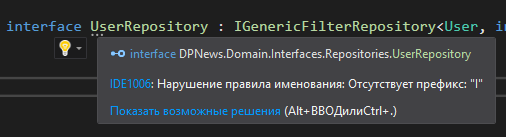 interface UserRepository : IGenericFilterRepository<User, in
interface DPNews.Domain.Interfaces.Repositories.UserRepository
IDE1006: Нарушение правила именования: Отсутствует префикс: "I"
Показать возможные решения (Alt+ВВОДилиCtrl+.)